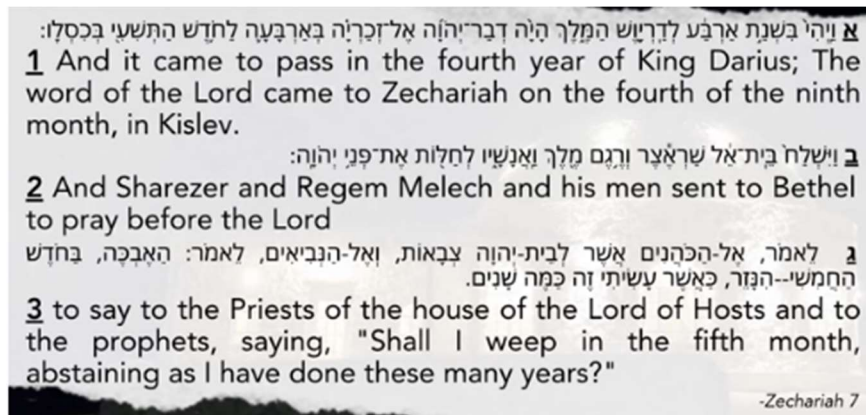 א וַיְהִי בִּשְׁנַת אַרְבַּע לְדָרְיָוֶשׁ הַמֶּלֶךְ הָיָה דְבַר־יְהֹוָה אֶל־זְכַרְיָה בְּאַרְבָּעָה לַחֹדֶשׁ הַתְּשִׁעִי בְּכִסְלֵו:
1 And it came to pass in the fourth year of King Darius; The
word of the Lord came to Zechariah on the fourth of the ninth
month, in Kislev.
ב וַיִּשְׁלַח בֵּית־אֵל שַׂרְאֶצֶר וְרֶגֶם מֶלֶךְ וַאֲנָשָׁיו לְחַלּוֹת אֶת־פְּנֵי יְהֹוָה:
2 And Sharezer and Regem Melech and his men sent to Bethel
to pray before the Lord
ג לֵאמֹר, אֶל-הַכֹּהֲנִים אֲשֶׁר לְבֵית-יְהוָה צְבָאוֹת, וְאֶל-הַנְּבִיאִים, לֵאמֹר: הַאֶבְכֶּה, בַּחֹדֶשׁ
הַחֲמִשִׁי--הִנָּזֵר, כַּאֲשֶׁר עָשִׂיתִי זֶה כַּמֶּה שָׁנִים.
3 to say to the Priests of the house of the Lord of Hosts and to
the prophets, saying, "Shall I weep in the fifth month,
abstaining as I have done these many years?"
-Zechariah 7